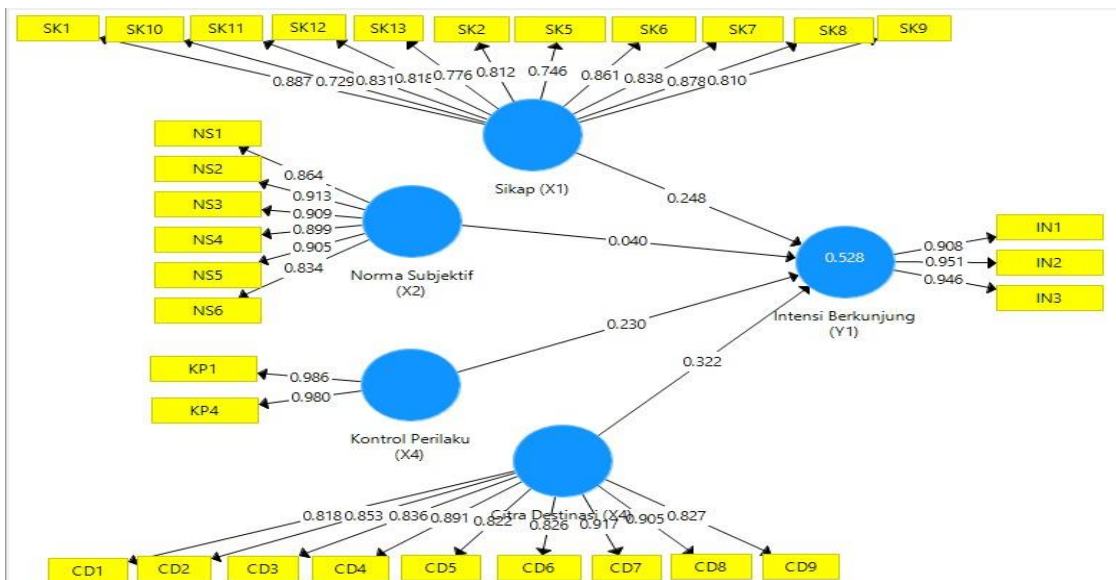 SK1 SK10 SK11 SK12 SK13 SK2 SK5 SK6 SK7 SK8 SK9
0.887 0.729 0.831 0.818 0.776 0.812 0.746 0.861 0.838 0.878 0.810
Sikap (X1)
NS1
NS2
NS3
NS4
NS5
NS6
0.864
0.913
0.909
0.899
0.905
0.834
Norma Subjektif
(X2)
0.248
0.040
0.230
0.322
0.528
Intensi Berkunjung
(Y1)
0.908
0.951
0.946
IN1
IN2
IN3
KP1
KP4
0.986
0.980
Kontrol Perilaku
(X4)
Citra Destinasi (X4)
0.818 0.853 0.836 0.891 0.822 0.826 0.917 0.905 0.827
CD1 CD2 CD3 CD4 CD5 CD6 CD7 CD8 CD9